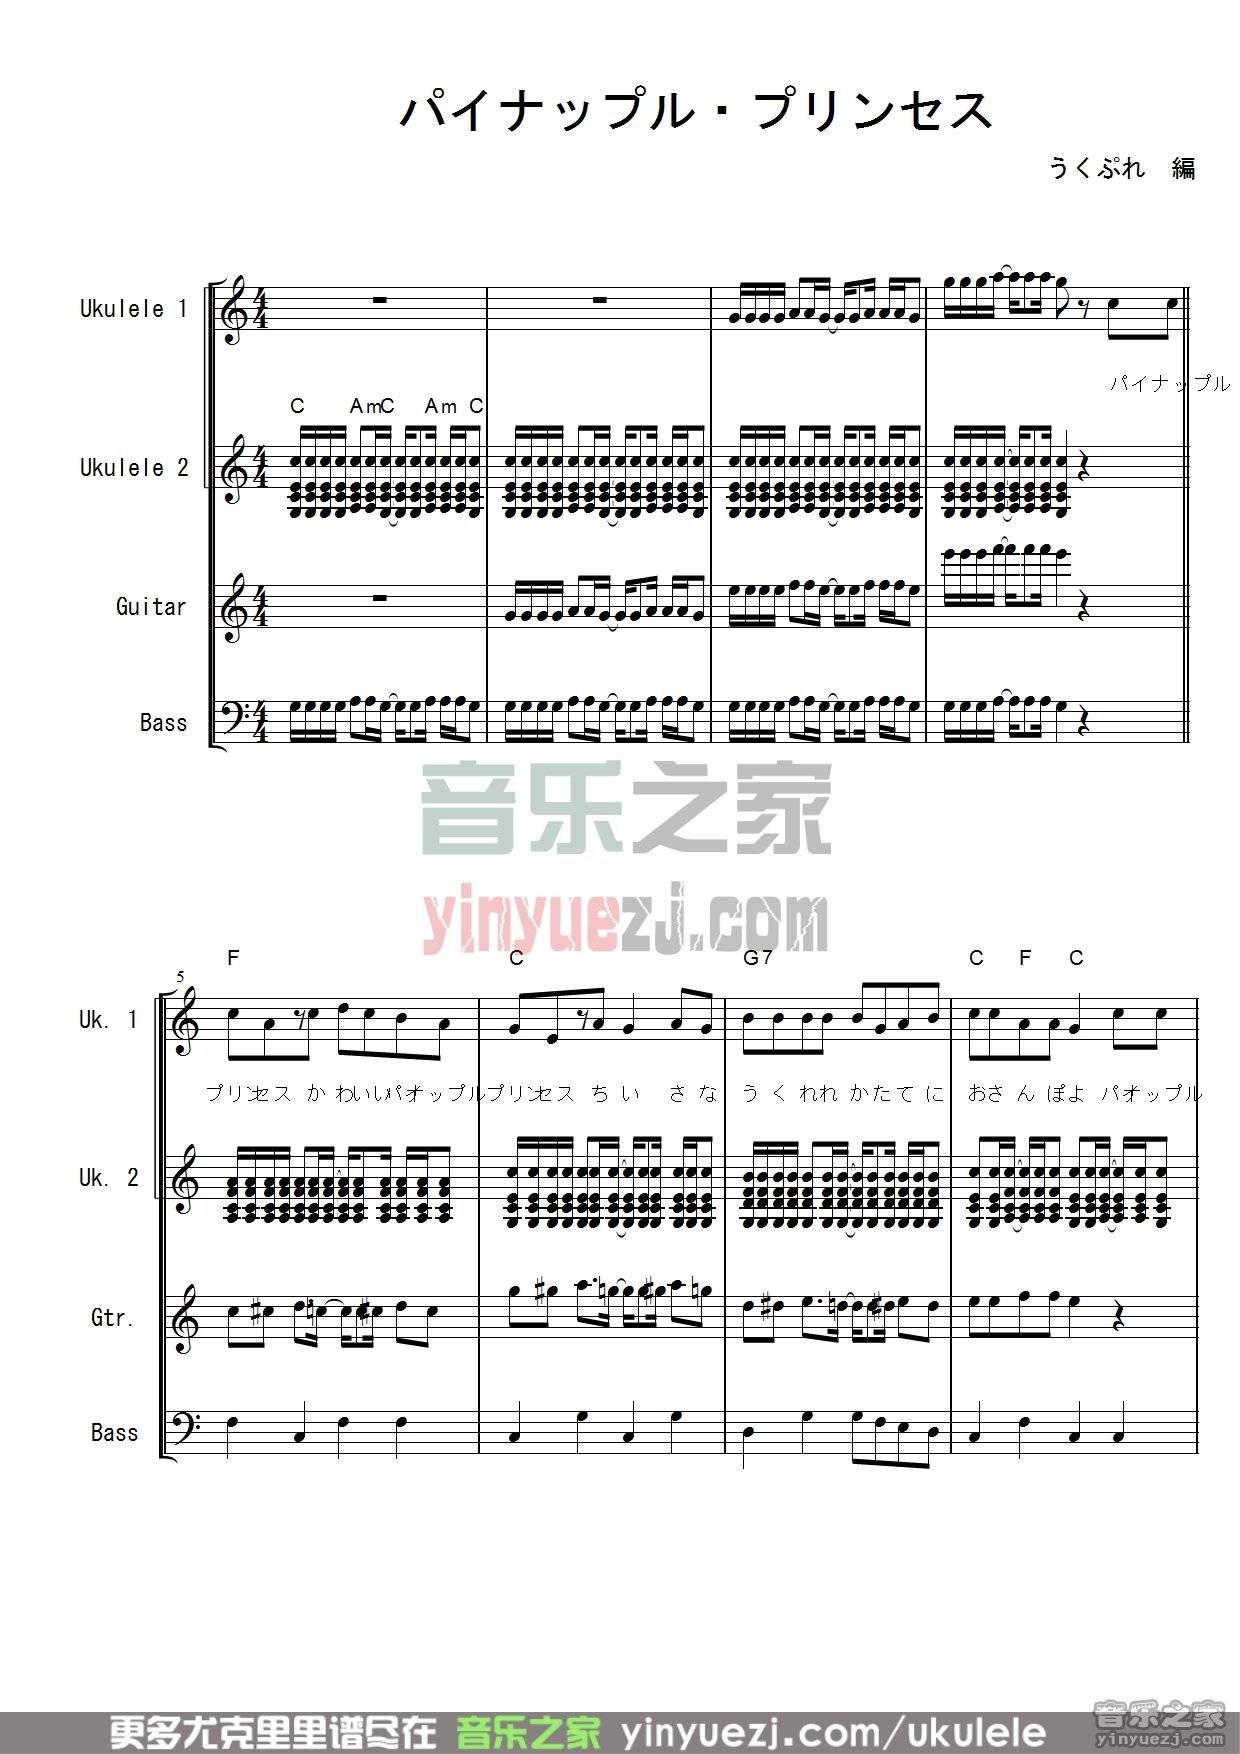 パイナップル・プリンセス
うくぷれ　編
Ukulele 1
パイナップル
C Am C Am C
Ukulele 2
Guitar
Bass
音乐之家
yinyuezj.com
F C G7 C F C
5
Uk. 1
プリンセス かわいい パイナップル プリンセス ちいさな うくれれ かたてに おさんぽよ パイナップル
Uk. 2
Gtr.
Bass
更多尤克里里谱尽在 音乐之家 yinyuezj.com/ukulele
音乐之家
yinyuezj.com